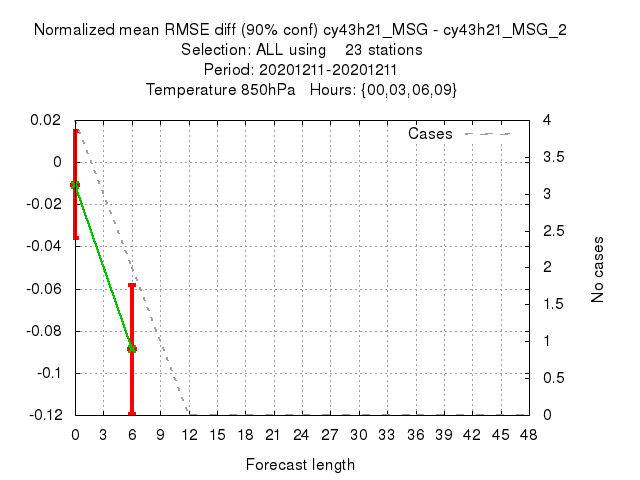 Normalized mean RMSE diff (90% conf) cy43h21_MSG - cy43h21_MSG_2
Selection: ALL using 23 stations
Period: 20201211-20201211
Temperature 850hPa Hours: {00,03,06,09}
Cases
0.02
0
-0.02
-0.04
-0.06
-0.08
-0.1
-0.12
4
3.5
3
2.5
2
1.5
1
0.5
0
No cases
0 3 6 9 12 15 18 21 24 27 30 33 36 39 42 45 48
Forecast length